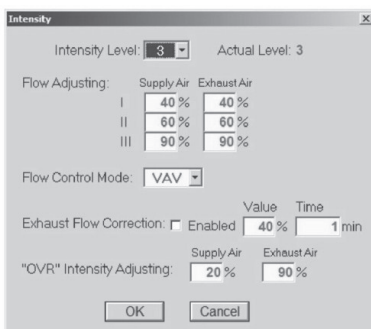 Intensity
Intensity Level: 3 Actual Level: 3
Flow Adjusting: Supply Air Exhaust Air
I 40 % 40 %
II 60 % 60 %
III 90 % 90 %
Flow Control Mode: VAV
Value Time
Exhaust Flow Correction: Enabled 40 % 1 min
Supply Air Exhaust Air
"OVR" Intensity Adjusting: 20 % 90 %
OK Cancel